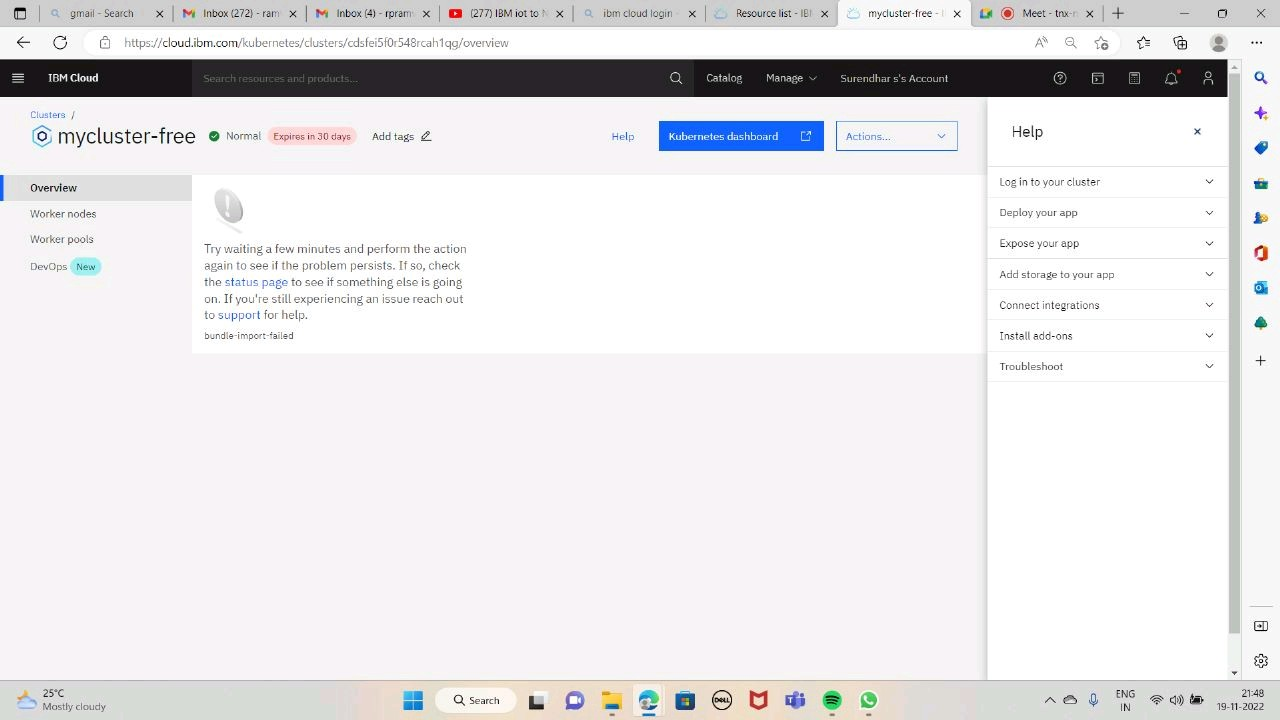 gmail - Search
Inbox (272) - ram
Inbox (4) - rpram
(277) IBM iot to N
ibm cloud login -
Resource list - IB
mycluster-free -
Meet - tnx-n
https://cloud.ibm.com/kubernetes/clusters/cdsfei5f0r548rcah1qg/overview
IBM Cloud
Search resources and products...
Catalog
Manage
Surendhar s's Account
Clusters /
mycluster-free
Normal
Expires in 30 days
Add tags
Help
Kubernetes dashboard
Actions...
Help
Overview
Worker nodes
Worker pools
DevOps New
Try waiting a few minutes and perform the action
again to see if the problem persists. If so, check
the status page to see if something else is going
on. If you're still experiencing an issue reach out
to support for help.
bundle-import-failed
Log in to your cluster
Deploy your app
Expose your app
Add storage to your app
Connect integrations
Install add-ons
Troubleshoot
25°C
Mostly cloudy
Search
DELL
ENG
IN
21:48
19-11-2022